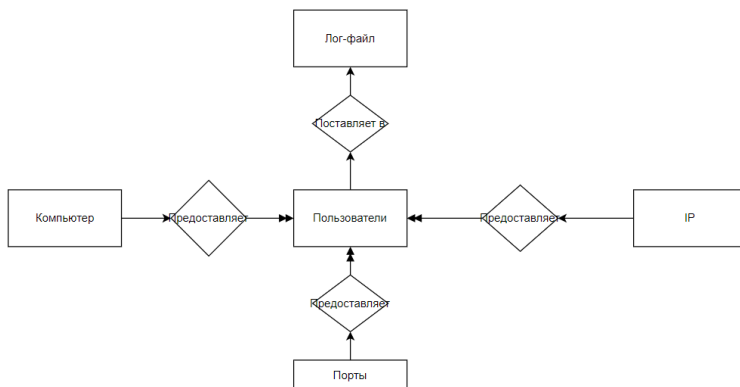 Лог-файл
Поставляет в
Компьютер
Предоставляет
Пользователи
Предоставляет
IP
Предоставляет
Порты